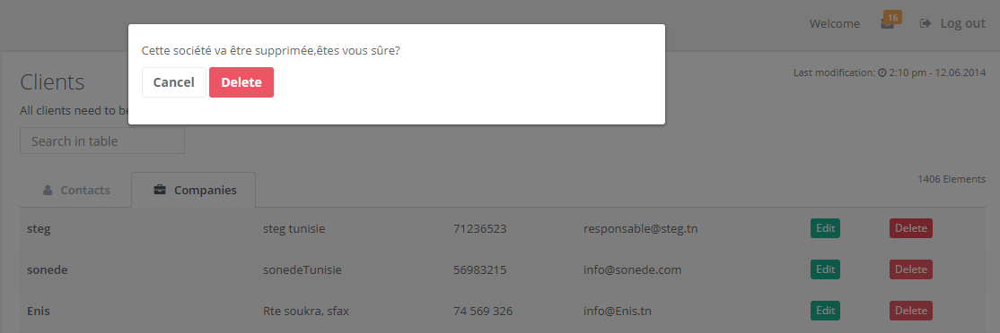 Welcome
16
Log out
Cette société va être supprimée,êtes vous sûre?
Cancel
Delete
Clients
Last modification: 2:10 pm - 12.06.2014
All clients need to be
Search in table
Contacts
Companies
1406 Elements
steg steg tunisie 71236523 responsable@steg.tn Edit Delete
sonede sonedeTunisie 56983215 info@sonede.com Edit Delete
Enis Rte soukra, sfax 74 569 326 info@Enis.tn Edit Delete